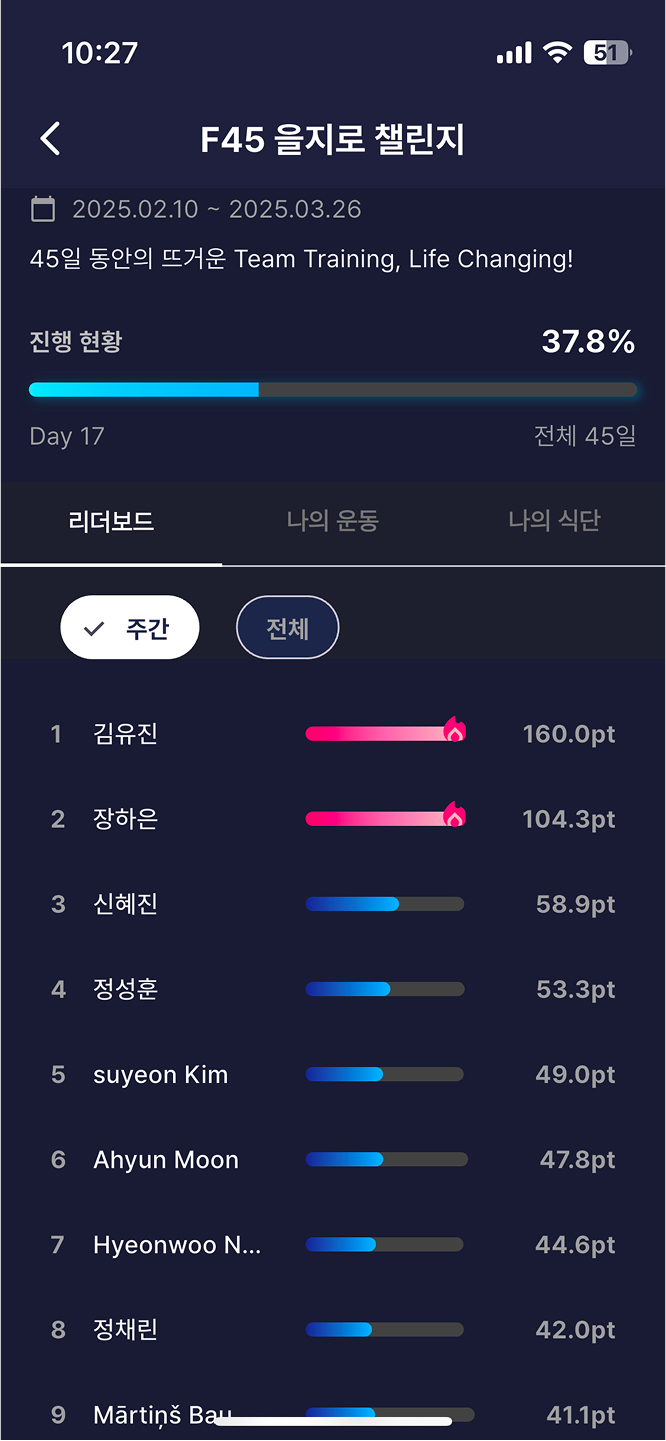 10:27
51
F45 을지로 챌린지
2025.02.10 ~ 2025.03.26
45일 동안의 뜨거운 Team Training, Life Changing!
진행 현황 37.8%
Day 17 전체 45일
리더보드 나의 운동 나의 식단
주간 전체
1 김유진 160.0pt
2 장하은 104.3pt
3 신혜진 58.9pt
4 정성훈 53.3pt
5 suyeon Kim 49.0pt
6 Ahyun Moon 47.8pt
7 Hyeonwoo N...  44.6pt
8 정채린 42.0pt
9 Mārtiņš Bau 41.1pt